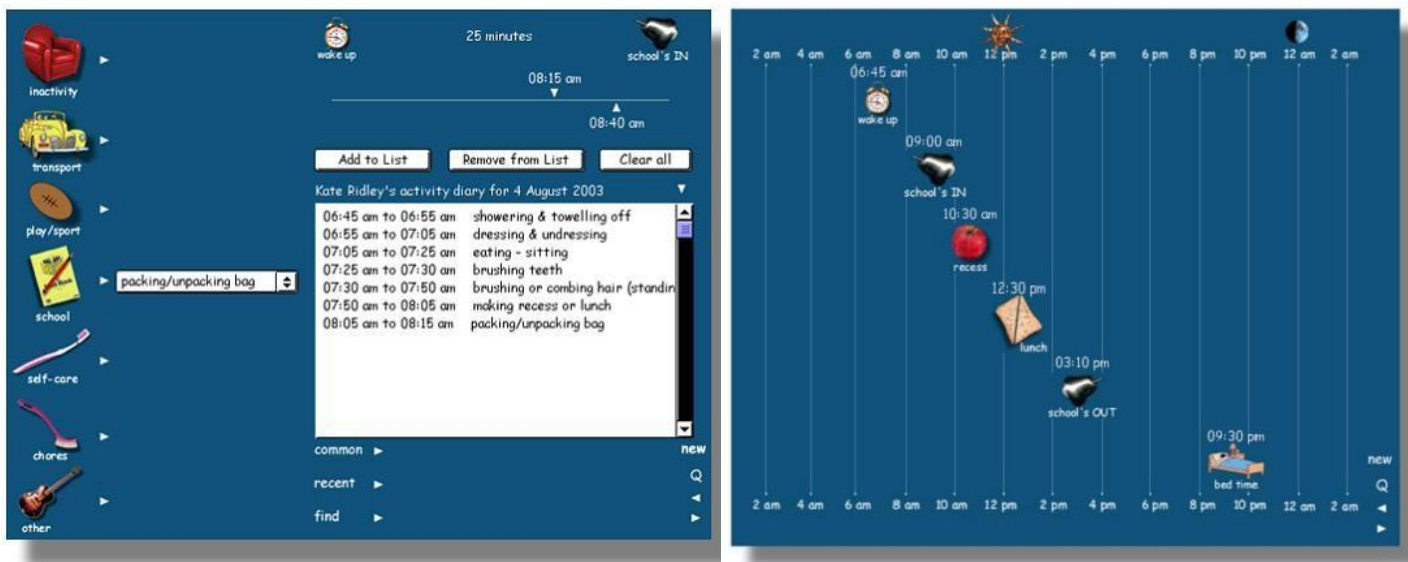 inactivity
transport
play/sport
school
self-care
chores
other
packing/unpacking bag
wake up
25 minutes
school's IN
08:15 am
08:40 am
Add to List
Remove from List
Clear all
Kate Ridley's activity diary for 4 August 2003
06:45 am to 06:55 am showering & towelling off
06:55 am to 07:05 am dressing & undressing
07:05 am to 07:25 am eating - sitting
07:25 am to 07:30 am brushing teeth
07:30 am to 07:50 am brushing or combing hair (standin
07:50 am to 08:05 am making recess or lunch
08:05 am to 08:15 am packing/unpacking bag
common
new
recent
Q
find
2 am 4 am 6 am 8 am 10 am 12 pm 2 pm 4 pm 6 pm 8 pm 10 pm 12 am 2 am
06:45 am
wake up
09:00 am
school's IN
10:30 am
recess
12:30 pm
lunch
03:10 pm
school's OUT
09:30 pm
bed time
new
Q
2 am 4 am 6 am 8 am 10 am 12 pm 2 pm 4 pm 6 pm 8 pm 10 pm 12 am 2 am